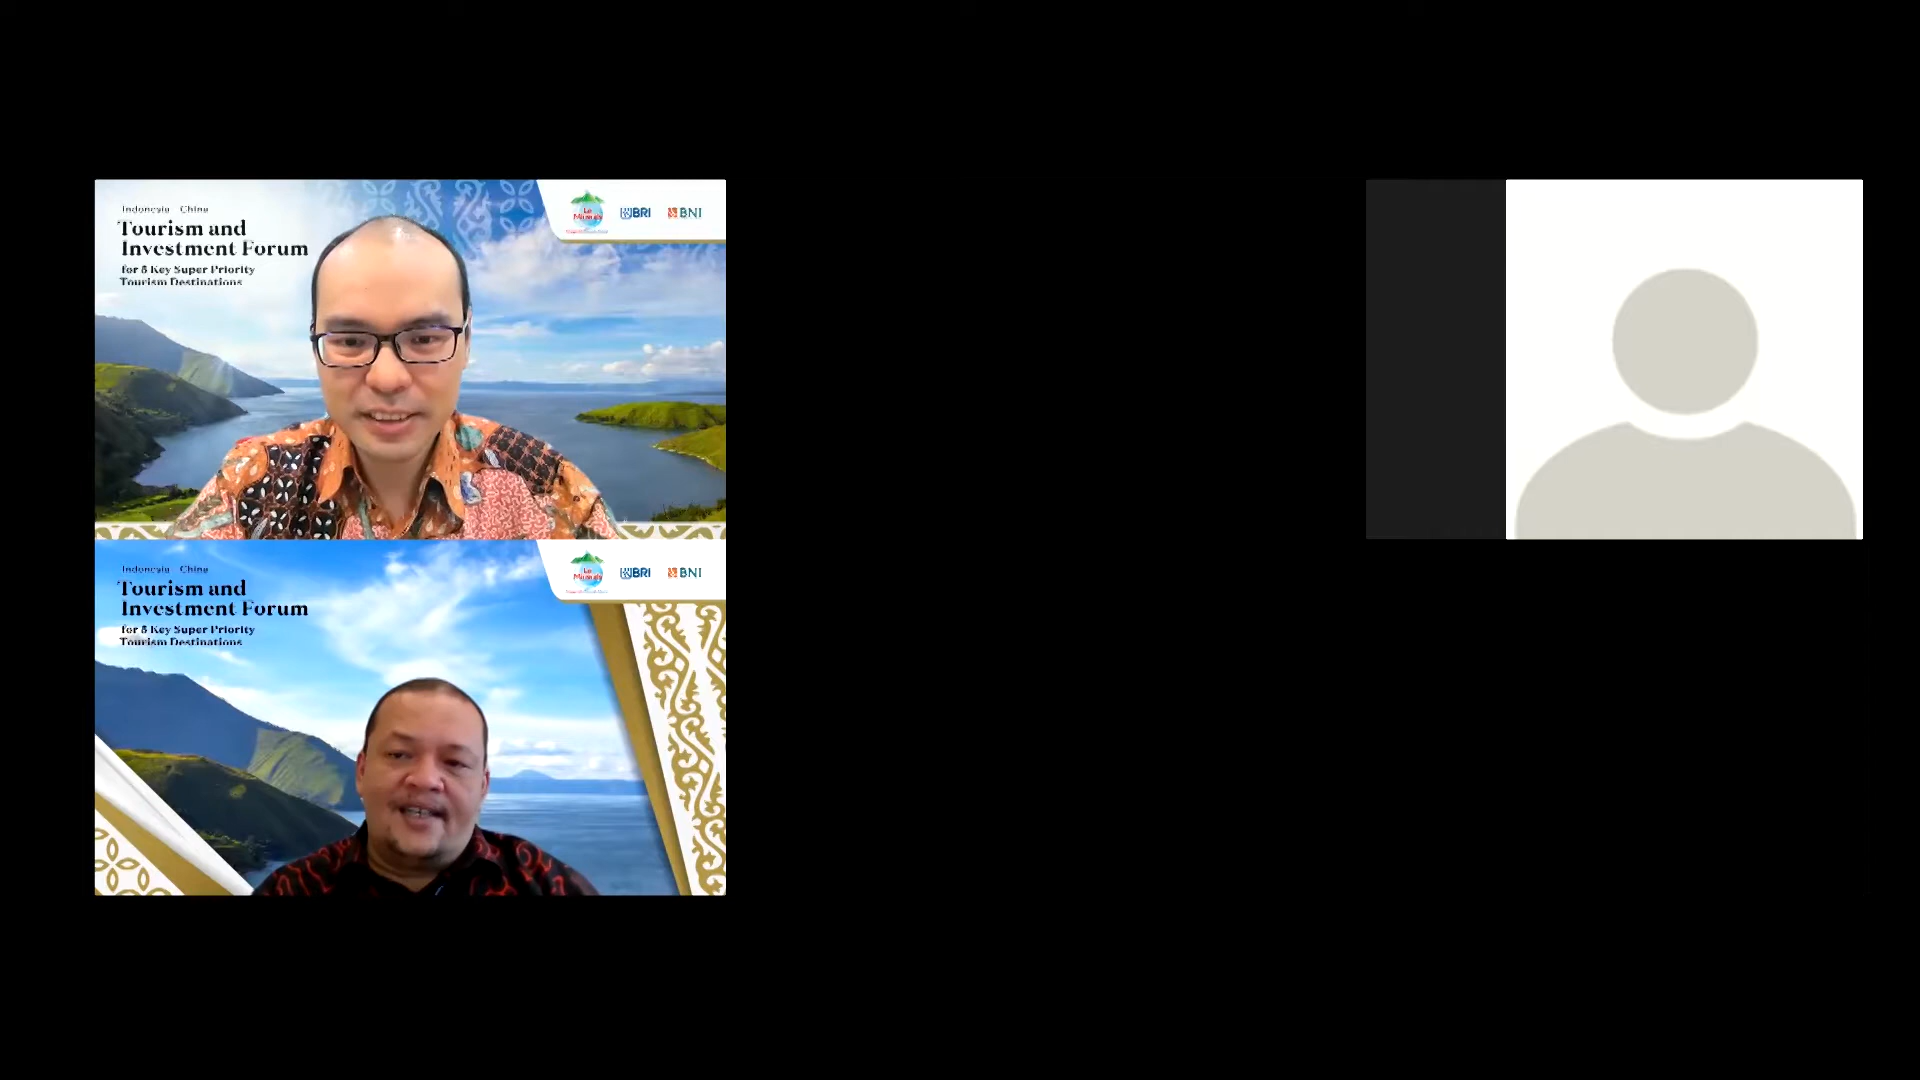 Indonesia - China
Tourism and
Investment Forum
for 5 Key Super Priority
Tourism Destinations
BRI
BNI
Indonesia - China
Tourism and
Investment Forum
for 5 Key Super Priority
Tourism Destinations
BRI
BNI